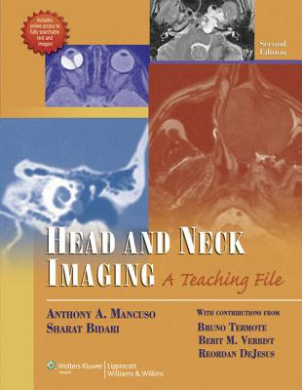 Includes
online access to
fully searchable
text and
images!
Second
Edition
HEAD AND NECK
IMAGING A Teaching File
ANTHONY A. MANCUSO
SHARAT BIDARI
WITH CONTRIBUTIONS FROM
BRUNO TERMOTE
BERIT M. VERBIST
REORDAN DEJESUS
Wolters Kluwer
Health
Lippincott
Williams & Wilkins